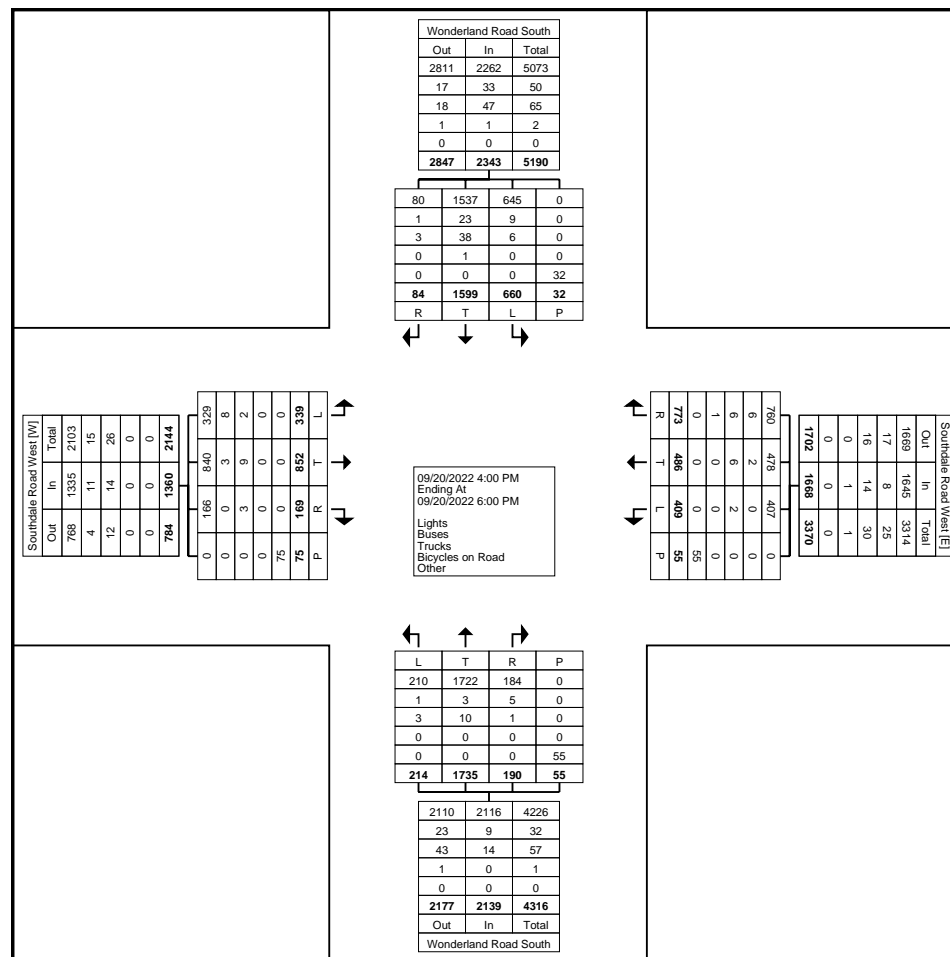 Wonderland Road South
Out In Total
2811 2262 5073
17 33 50
18 47 65
1 1 2
0 0 0
2847 2343 5190
80 1537 645 0
1 23 9 0
3 38 6 0
0 1 0 0
0 0 0 32
84 1599 660 32
R T L P
Southdale Road West [W]
Out In Total
768 1335 2103
4 11 15
12 14 26
0 0 0
0 0 0
784 1360 2144
0 166 840 329
0 0 3 8
0 3 9 2
0 0 0 0
75 0 0 0
75 169 852 339
P R T L
09/20/2022 4:00 PM
Ending At
09/20/2022 6:00 PM
Lights
Buses
Trucks
Bicycles on Road
Other
Southdale Road West [E]
Out In Total
1669 1645 3314
17 8 25
16 14 30
0 1 1
0 0 0
1702 1668 3370
760 478 407 0
6 2 0 0
6 6 2 0
1 0 0 0
0 0 0 55
773 486 409 55
R T L P
L T R P
210 1722 184 0
1 3 5 0
3 10 1 0
0 0 0 0
0 0 0 55
214 1735 190 55
2110 2116 4226
23 9 32
43 14 57
1 0 1
0 0 0
2177 2139 4316
Out In Total
Wonderland Road South